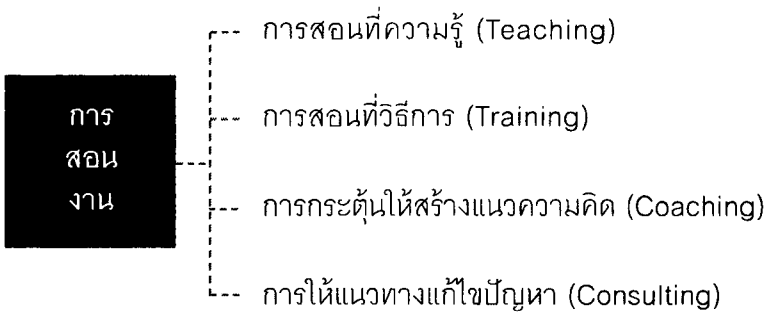 การสอนที่ความรู้ (Teaching)
การสอนที่วิธีการ (Training)
การ
สอน
งาน
การกระตุ้นให้สร้างแนวความคิด (Coaching)
การให้แนวทางแก้ไขปัญหา (Consulting)